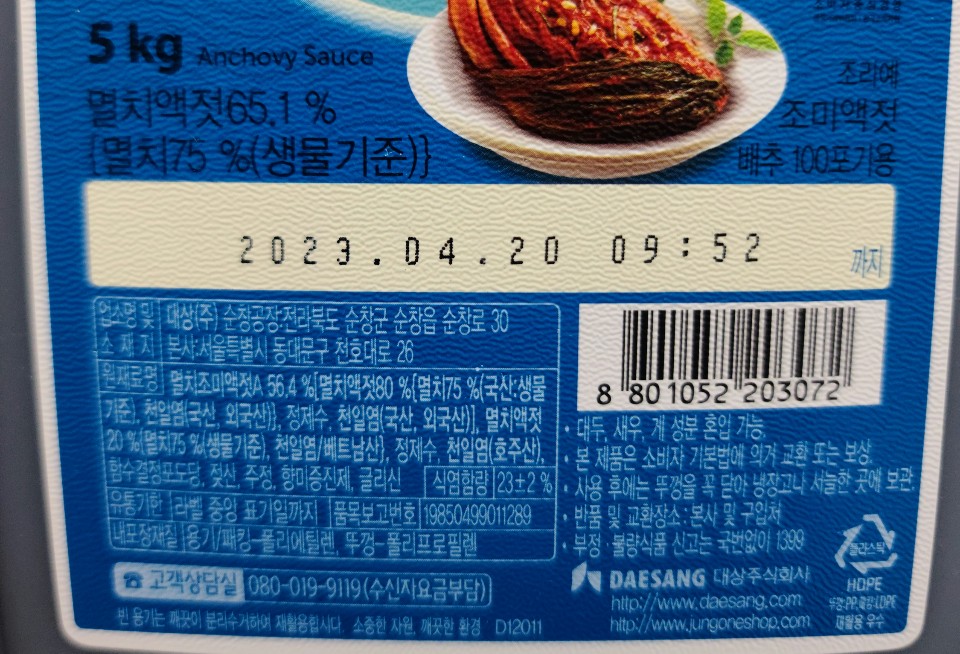 5 kg Anchovy Sauce
멸치액젓65.1 %
{멸치75 %(생물기준)}
조리예
조미액젓
배추 100포기용
2023.04.20 09:52
까지
업소명 및 소재지 대상(주) 순창공장:전라북도 순창군 순창읍 순창로 30
본사:서울특별시 동대문구 천호대로 26
원재료명 멸치조미액젓A 56.4 %[멸치액젓80 %{멸치75 %(국산:생물
기준), 천일염(국산, 외국산)}, 정제수, 천일염(국산, 외국산)], 멸치액젓
20 %{멸치75 %(생물기준), 천일염(베트남산), 정제수, 천일염(호주산),
함수결정포도당, 젖산, 주정, 향미증진제, 글리신 식염함량 23±2 %
유통기한 라벨 중앙 표기일까지 품목보고번호 19850499011289
내포장재질 용기/패킹-폴리에틸렌, 뚜껑-폴리프로필렌
☎ 고객상담실 080-019-9119(수신자요금부담)
빈 용기는 깨끗이 분리수거하여 재활용합시다. 소중한 자원, 깨끗한 환경 D12011
8 801052 203072
· 대두, 새우, 게 성분 혼입 가능
· 본 제품은 소비자 기본법에 의거 교환 또는 보상.
· 사용 후에는 뚜껑을 꼭 닫아 냉장고나 서늘한 곳에 보관.
· 반품 및 교환장소:본사 및 구입처
· 부정·불량식품 신고는 국번없이 1399
DAESANG 대상주식회사
http://www.daesang.com
http://www.jungoneshop.com
플라스틱
HDPE
뚜껑:PP,패킹:LDPE
재활용 우수